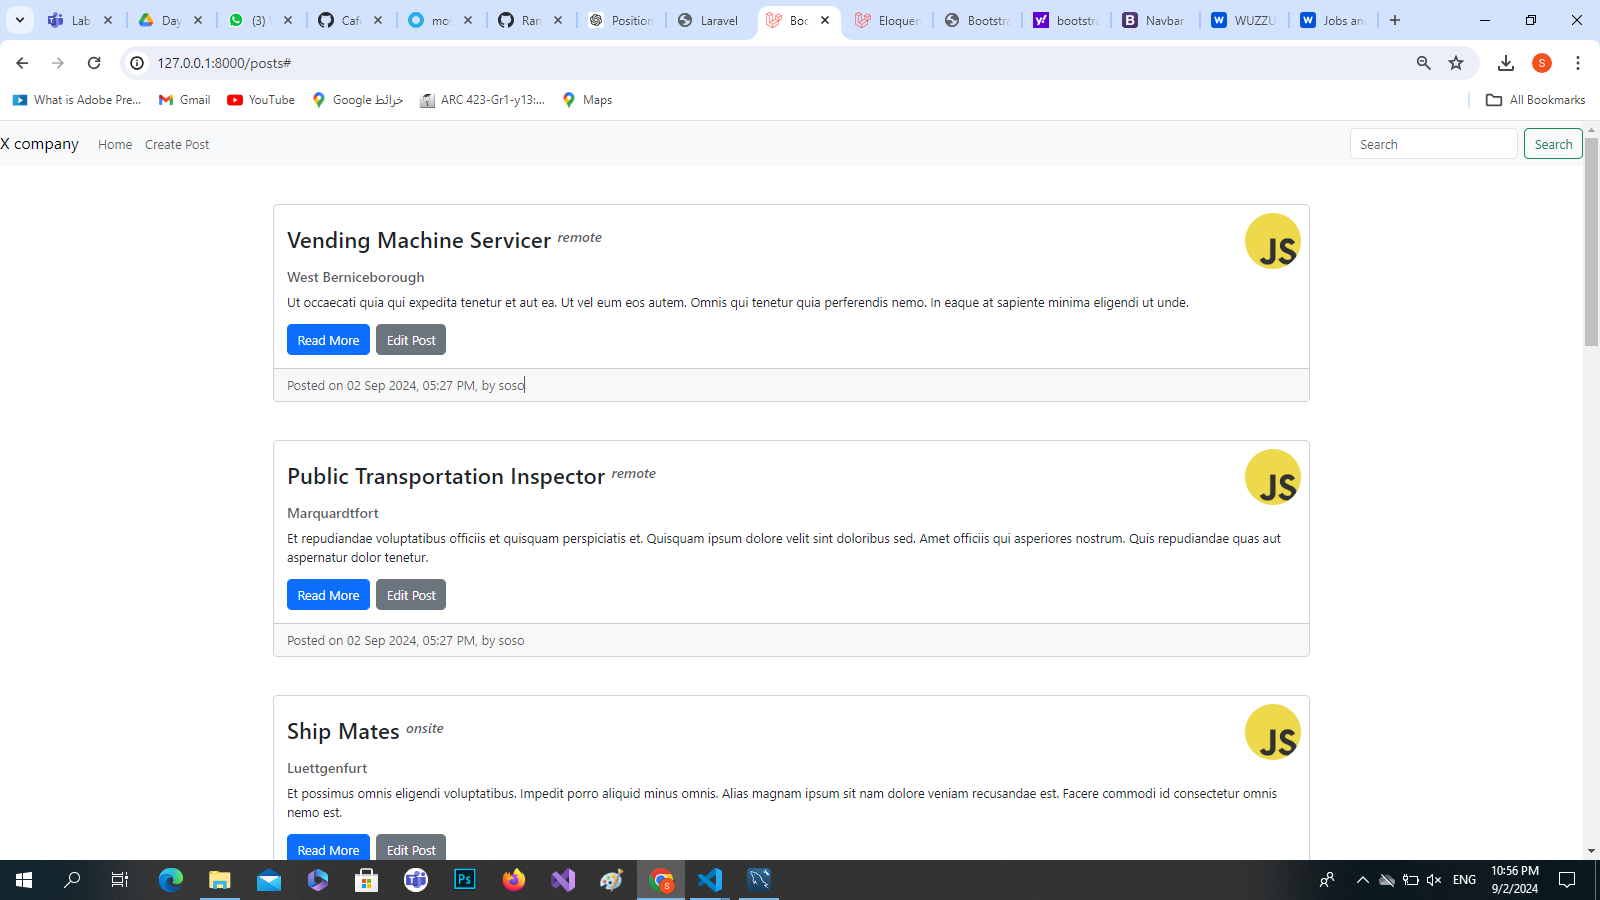 Lab
Day
(3)
Cafe
mos
Ran
Position
Laravel
Boo
Eloquen
Bootstra
bootstra
Navbar
WUZZU
Jobs an
127.0.0.1:8000/posts#
S
What is Adobe Pre...
Gmail
YouTube
Google خرائط
ARC 423-Gr1-y13:...
Maps
All Bookmarks
X company
Home
Create Post
Search
Search
Vending Machine Servicer remote
JS
West Berniceborough
Ut occaecati quia qui expedita tenetur et aut ea. Ut vel eum eos autem. Omnis qui tenetur quia perferendis nemo. In eaque at sapiente minima eligendi ut unde.
Read More
Edit Post
Posted on 02 Sep 2024, 05:27 PM, by soso
Public Transportation Inspector remote
JS
Marquardtfort
Et repudiandae voluptatibus officiis et quisquam perspiciatis et. Quisquam ipsum dolore velit sint doloribus sed. Amet officiis qui asperiores nostrum. Quis repudiandae quas aut
aspernatur dolor tenetur.
Read More
Edit Post
Posted on 02 Sep 2024, 05:27 PM, by soso
Ship Mates onsite
JS
Luettgenfurt
Et possimus omnis eligendi voluptatibus. Impedit porro aliquid minus omnis. Alias magnam ipsum sit nam dolore veniam recusandae est. Facere commodi id consectetur omnis
nemo est.
Read More
Edit Post
Ps
S
ENG
10:56 PM
9/2/2024